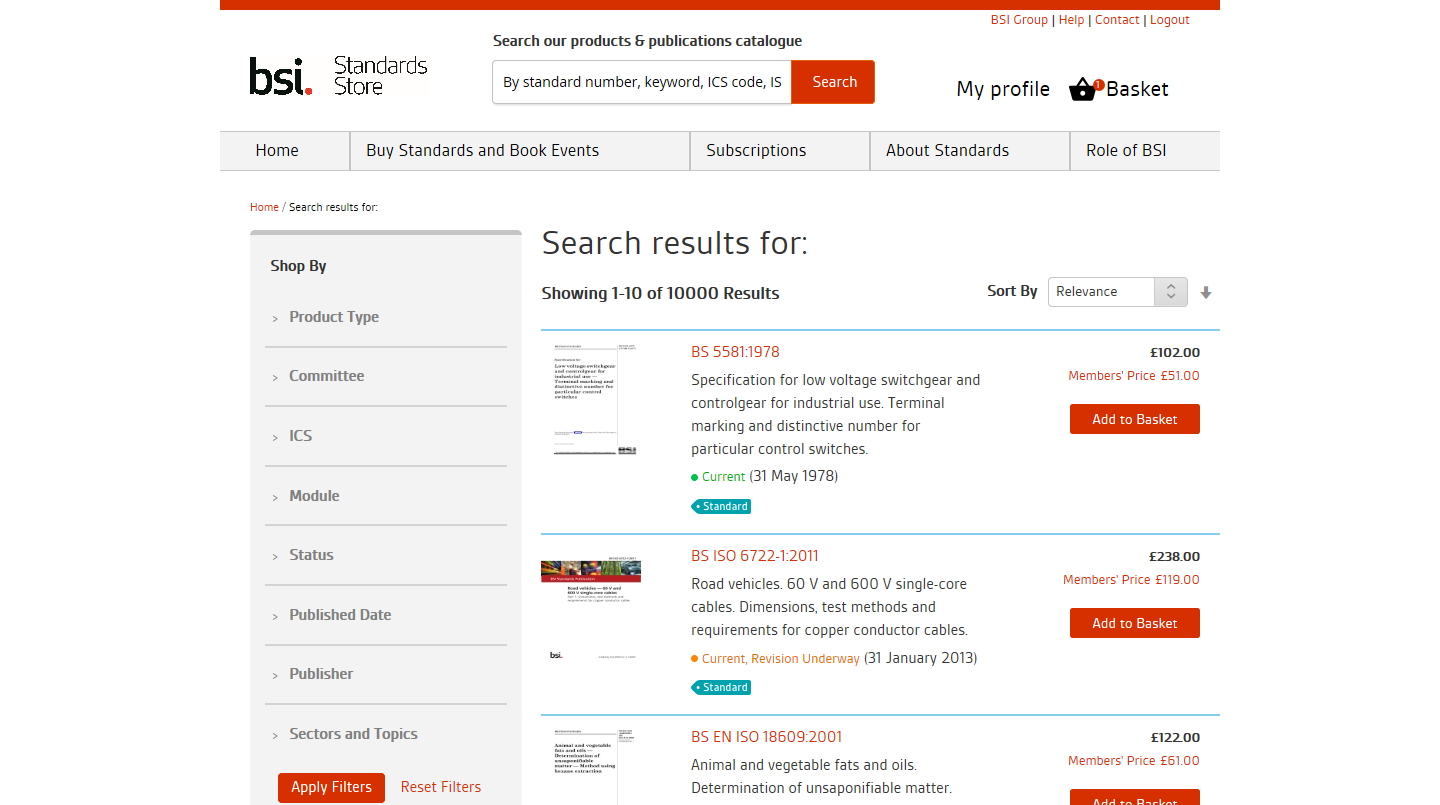 BSI Group | Help | Contact | Logout
Search our products & publications catalogue
bsi. Standards
Store
By standard number, keyword, ICS code, IS
Search
My profile
1
Basket
Home
Buy Standards and Book Events
Subscriptions
About Standards
Role of BSI
Home / Search results for:
Shop By
> Product Type
> Committee
> ICS
> Module
> Status
> Published Date
> Publisher
> Sectors and Topics
Apply Filters
Reset Filters
Search results for:
Showing 1-10 of 10000 Results
Sort By
Relevance
Low voltage switchgear
and controlgear for
industrial use —
Terminal marking and
distinctive number for
particular control
switches
BSI
BS 5581:1978
Specification for low voltage switchgear and
controlgear for industrial use. Terminal
marking and distinctive number for
particular control switches.
Current (31 May 1978)
Standard
£102.00
Members' Price £51.00
Add to Basket
BSI Standards Publication
Road vehicles — 60 V and
600 V single-core cables
bsi.
BS ISO 6722-1:2011
Road vehicles. 60 V and 600 V single-core
cables. Dimensions, test methods and
requirements for copper conductor cables.
Current, Revision Underway (31 January 2013)
Standard
£238.00
Members' Price £119.00
Add to Basket
Animal and vegetable
fats and oils —
Determination of
unsaponifiable
matter — Method using
hexane extraction
BS EN ISO 18609:2001
Animal and vegetable fats and oils.
Determination of unsaponifiable matter.
£122.00
Members' Price £61.00
Add to Basket